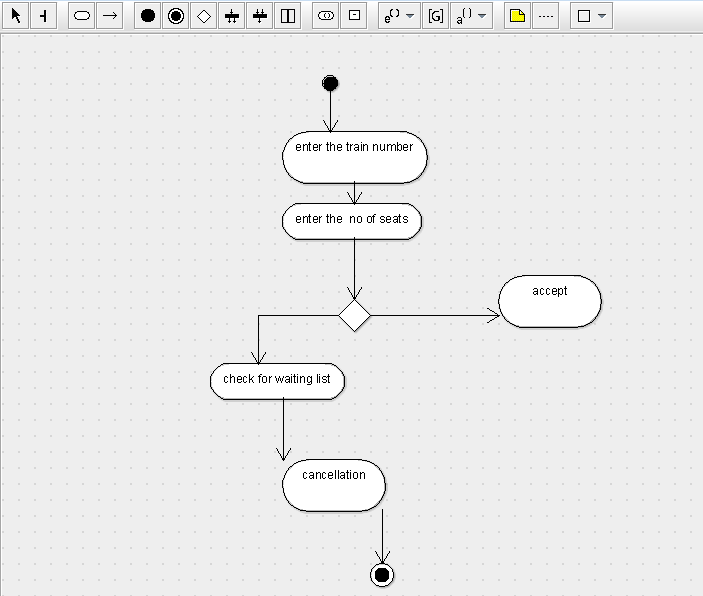 e()
[G]
a()
enter the train number
enter the no of seats
accept
check for waiting list
cancellation